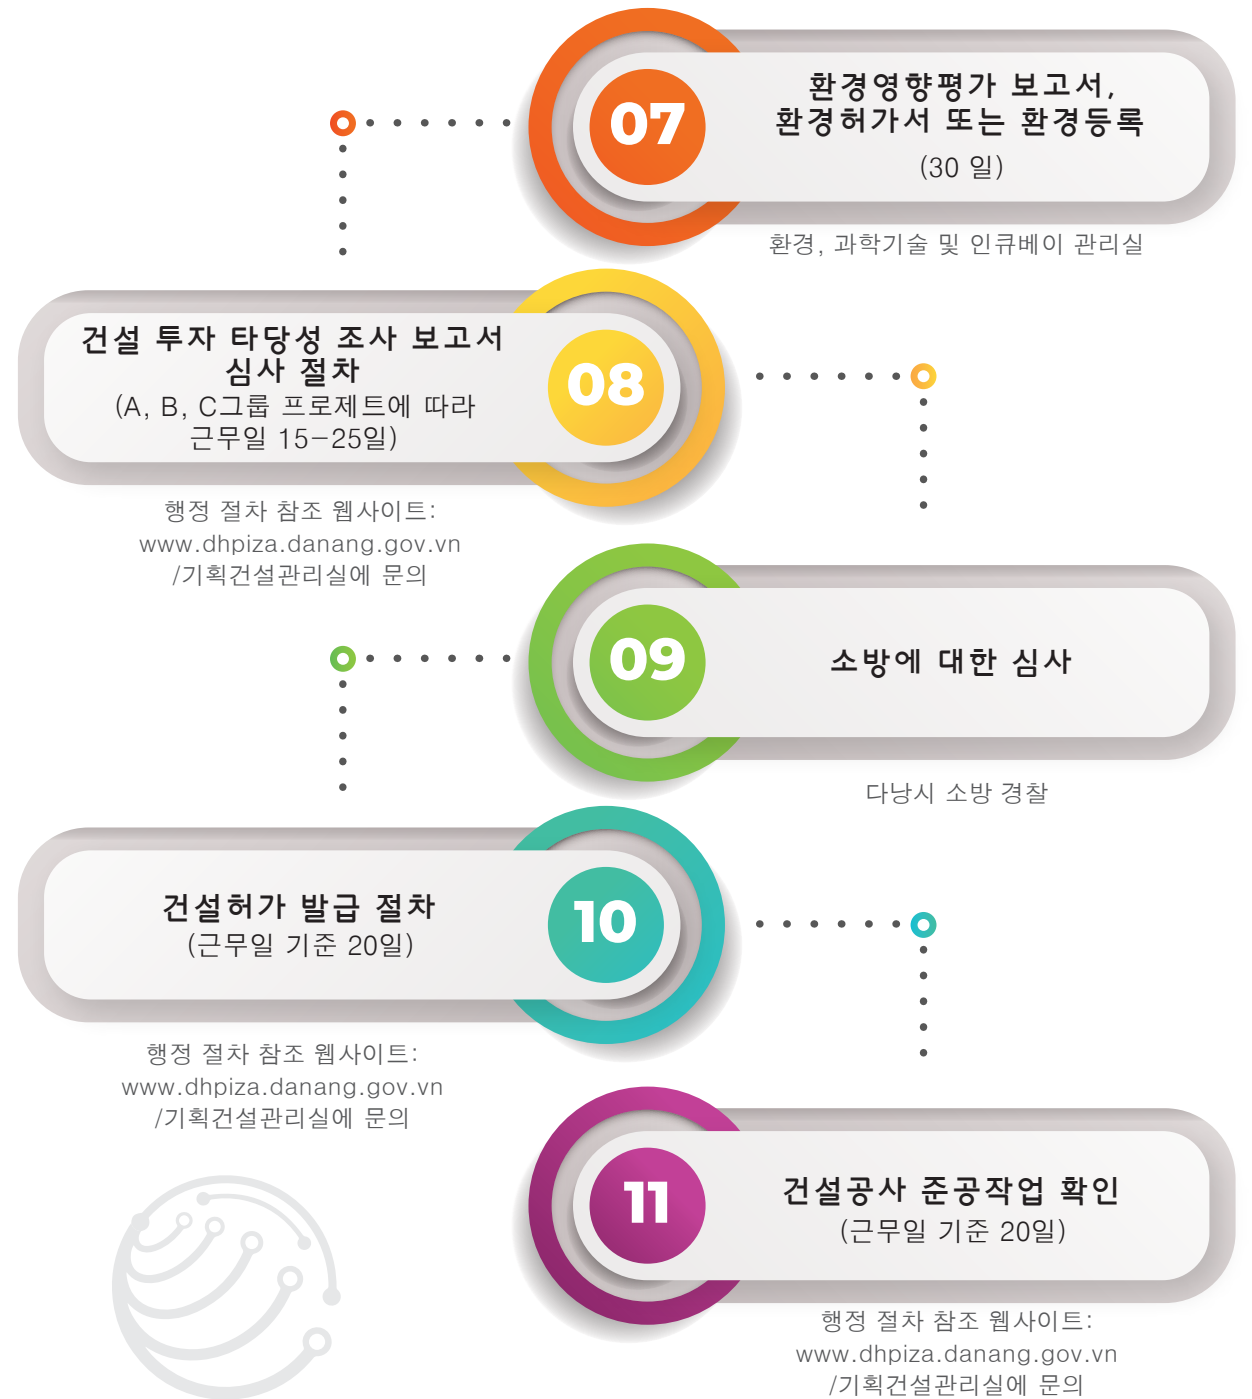 07
환경영향평가 보고서,
환경허가서 또는 환경등록
(30 일)
환경, 과학기술 및 인큐베이 관리실
건설 투자 타당성 조사 보고서
심사 절차
(A, B, C그룹 프로제트에 따라
근무일 15-25일)
08
행정 절차 참조 웹사이트:
www.dhpiza.danang.gov.vn
/기획건설관리실에 문의
09
소방에 대한 심사
다낭시 소방 경찰
건설허가 발급 절차
(근무일 기준 20일)
10
행정 절차 참조 웹사이트:
www.dhpiza.danang.gov.vn
/기획건설관리실에 문의
11
건설공사 준공작업 확인
(근무일 기준 20일)
행정 절차 참조 웹사이트:
www.dhpiza.danang.gov.vn
/기획건설관리실에 문의